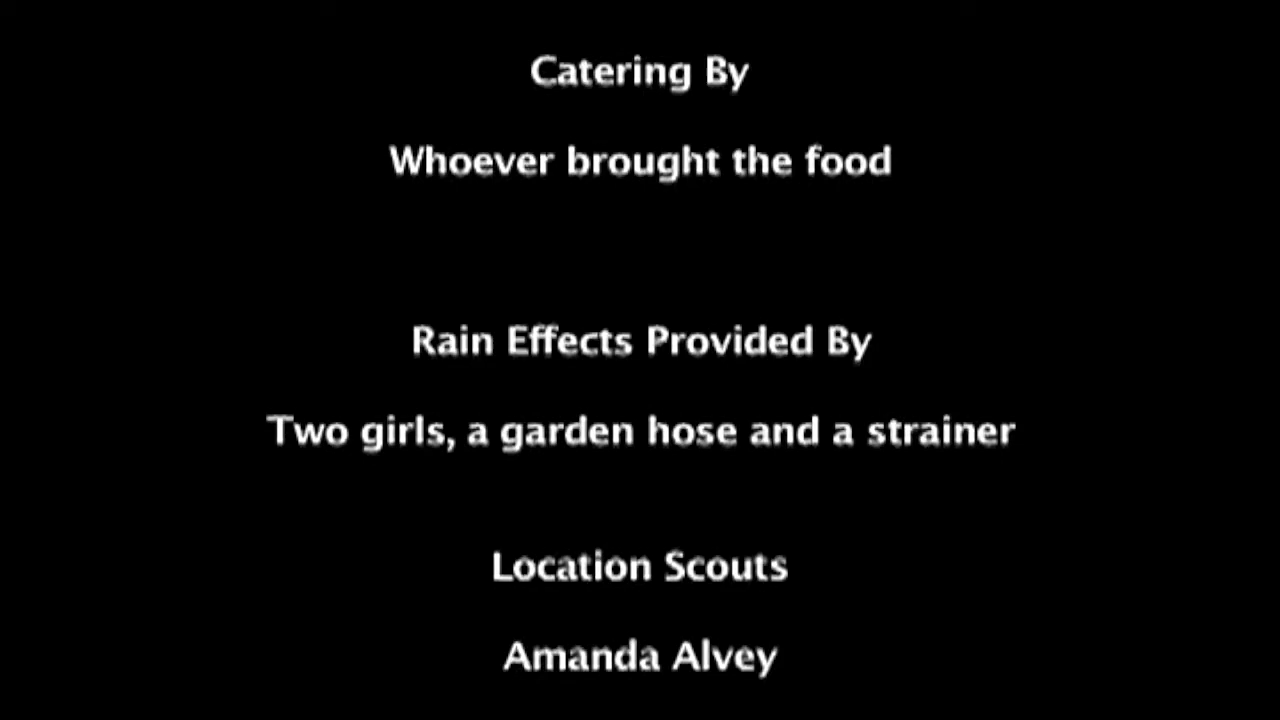 Catering By
Whoever brought the food
Rain Effects Provided By
Two girls, a garden hose and a strainer
Location Scouts
Amanda Alvey